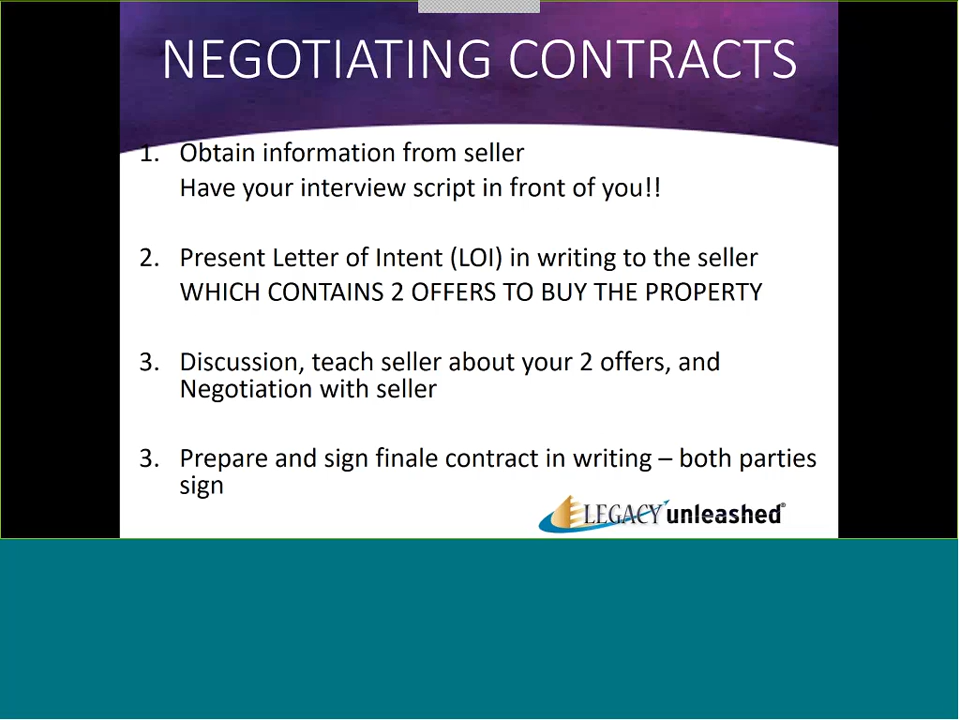 NEGOTIATING CONTRACTS
1. Obtain information from seller
Have your interview script in front of you!!
2. Present Letter of Intent (LOI) in writing to the seller
WHICH CONTAINS 2 OFFERS TO BUY THE PROPERTY
3. Discussion, teach seller about your 2 offers, and
Negotiation with seller
3. Prepare and sign finale contract in writing – both parties
sign
LEGACY unleashed®